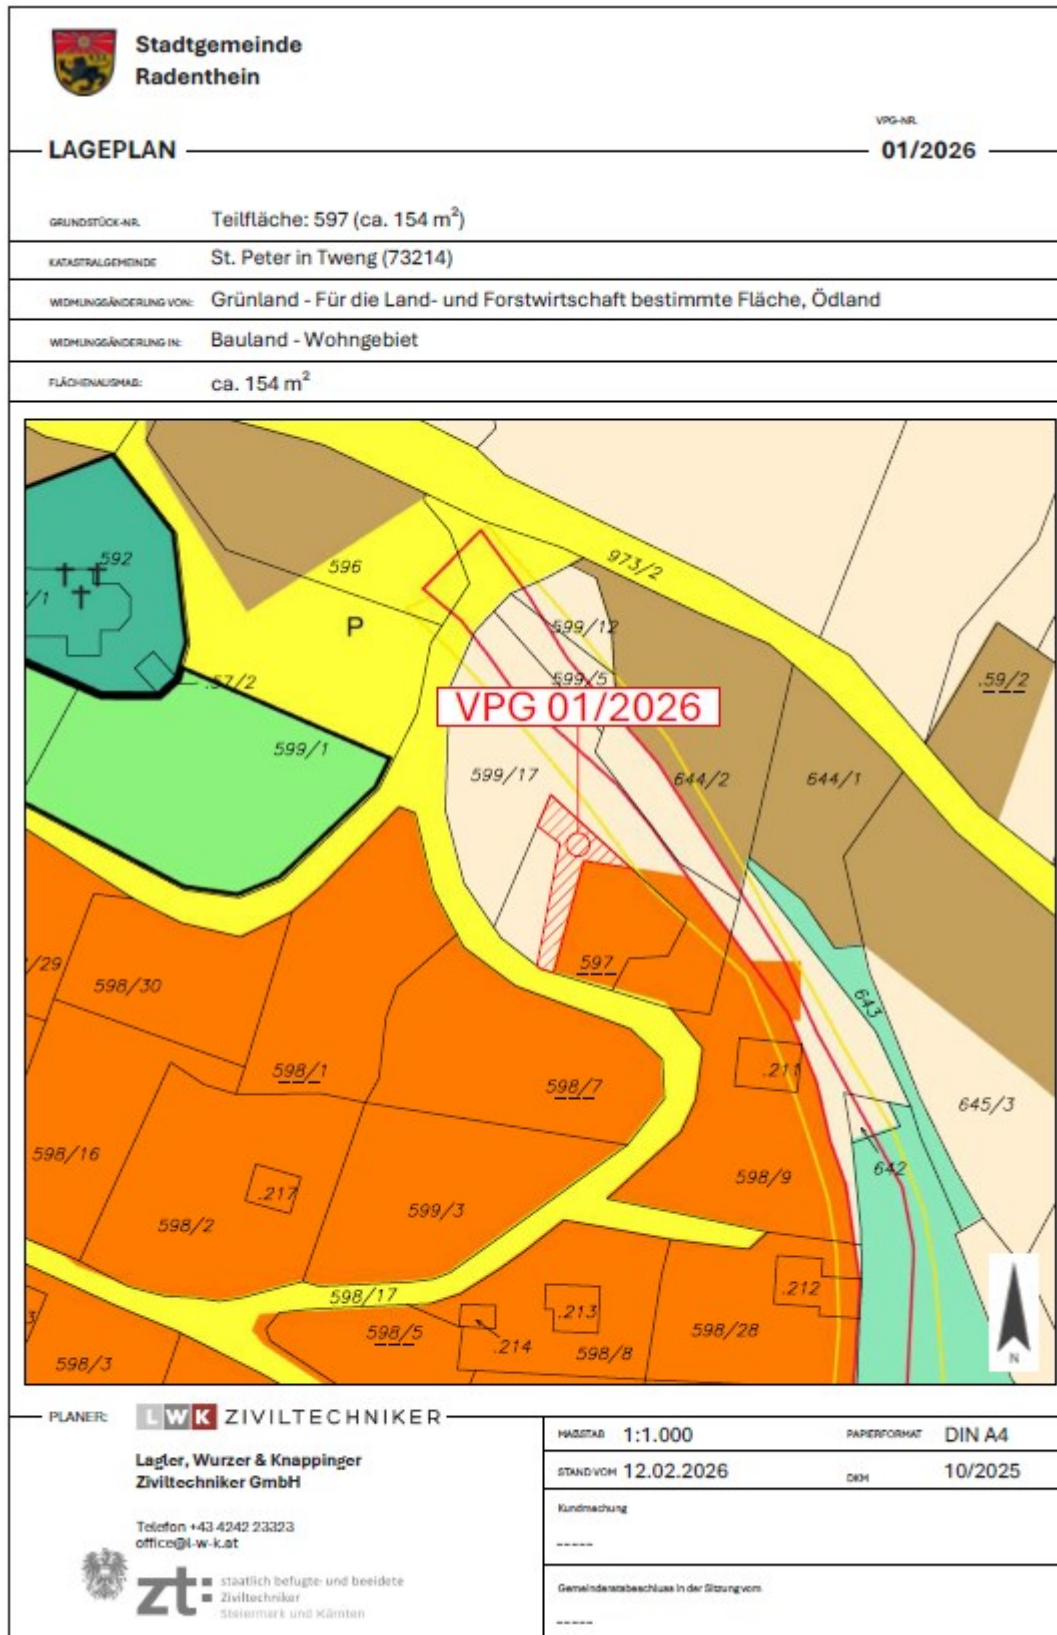 Stadtgemeinde
Radenthein
VPG-NR.
LAGEPLAN
01/2026
GRUNDSTÜCK-NR. Teilfläche: 597 (ca. 154 m²)
KATASTRALGEMEINDE St. Peter in Tweng (73214)
WIDMUNGSÄNDERUNG VON: Grünland - Für die Land- und Forstwirtschaft bestimmte Fläche, Ödland
WIDMUNGSÄNDERUNG IN: Bauland - Wohngebiet
FLÄCHENAUSMAß: ca. 154 m²
592
596
973/2
/1
P
599/12
.57/2
599/5
.59/2
VPG 01/2026
599/1
599/17
644/2
644/1
/29
597
598/30
643
598/1
598/7
.211
645/3
598/16
642
.217
598/9
598/2
599/3
598/17
.212
3
.213
598/5
.214
598/28
598/3
598/8
N
PLANER:
LWK ZIVILTECHNIKER
Lagler, Wurzer & Knappinger
Ziviltechniker GmbH
Telefon +43 4242 23323
office@l-w-k.at
zt:
staatlich befugte und beeidete
Ziviltechniker
Steiermark und Kärnten
MAßSTAB 1:1.000 PAPIERFORMAT DIN A4
STAND VOM 12.02.2026 DKM 10/2025
Kundmachung
-----
Gemeinderatsbeschluss in der Sitzung vom
-----